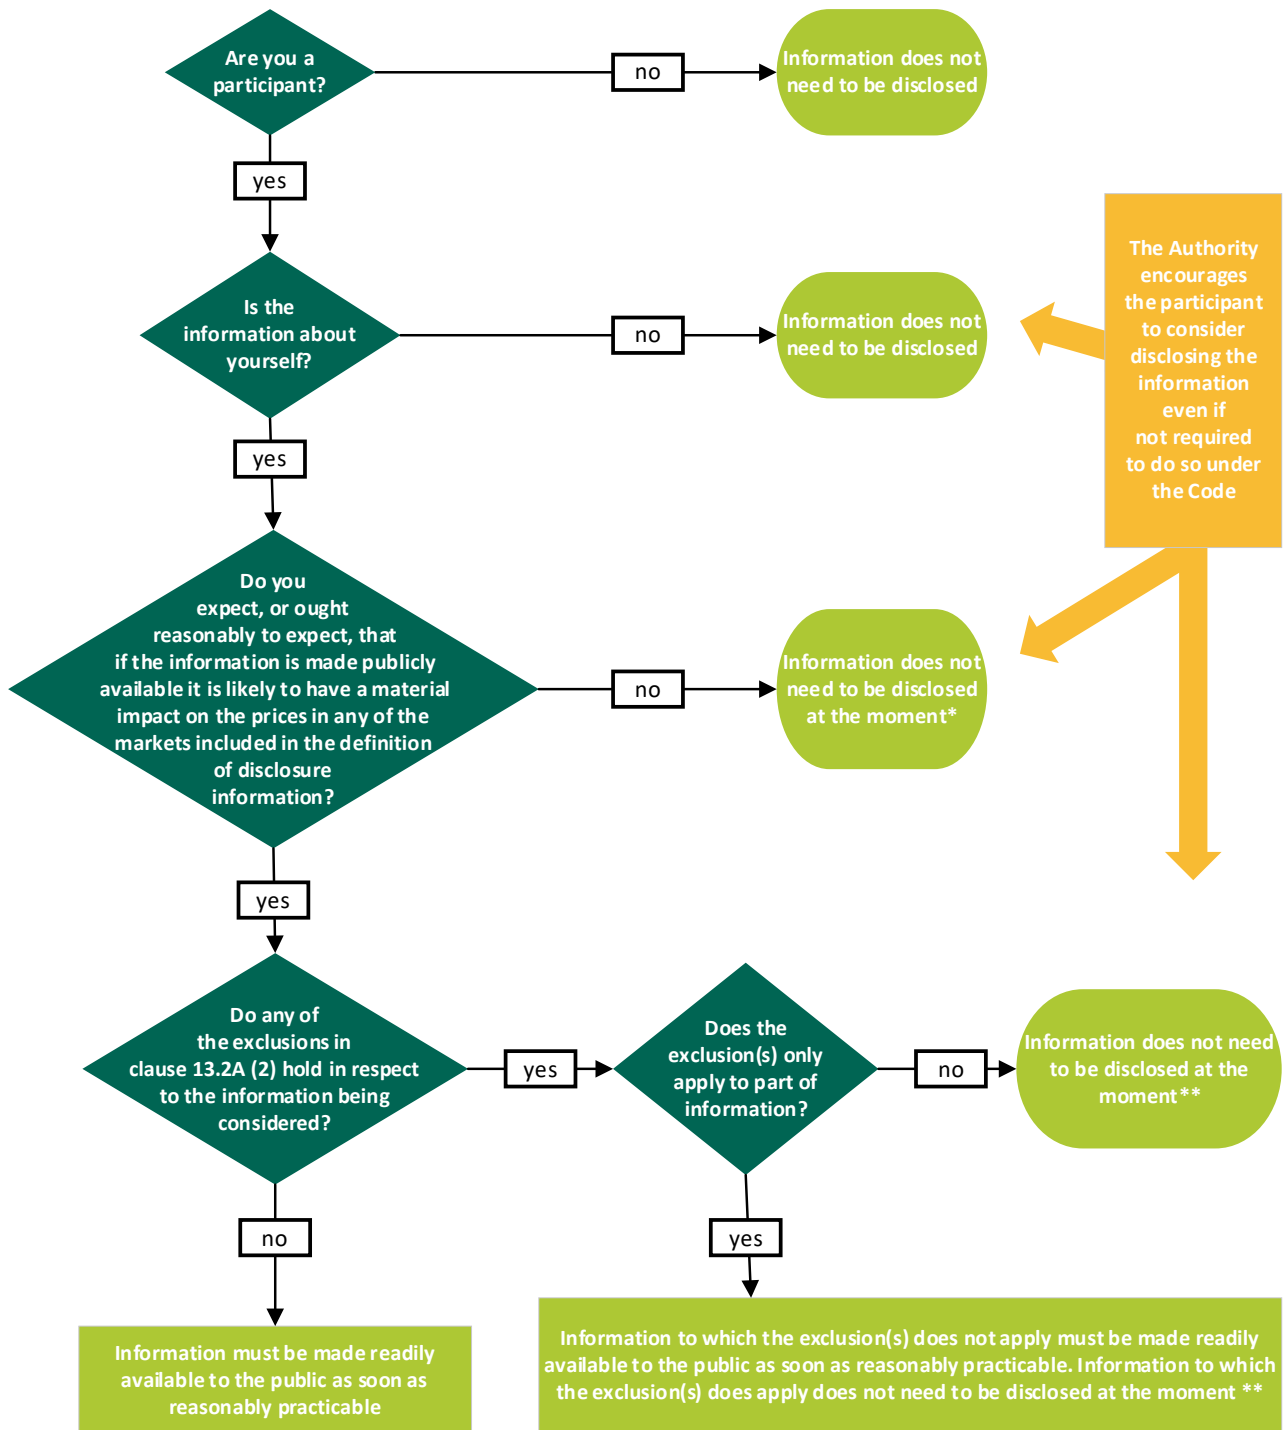 Are you a
participant?
no
Information does not
need to be disclosed
yes
The Authority
encourages
the participant
to consider
disclosing the
information
even if
not required
to do so under
the Code
Is the
information about
yourself?
no
Information does not
need to be disclosed
yes
Do you
expect, or ought
reasonably to expect, that
if the information is made publicly
available it is likely to have a material
impact on the prices in any of the
markets included in the definition
of disclosure
information?
no
Information does not
need to be disclosed
at the moment*
yes
Do any of
the exclusions in
clause 13.2A (2) hold in respect
to the information being
considered?
yes
Does the
exclusion(s) only
apply to part of
information?
no
Information does not need
to be disclosed at the
moment**
no
yes
Information must be made readily
available to the public as soon as
reasonably practicable
Information to which the exclusion(s) does not apply must be made readily
available to the public as soon as reasonably practicable. Information to which
the exclusion(s) does apply does not need to be disclosed at the moment **